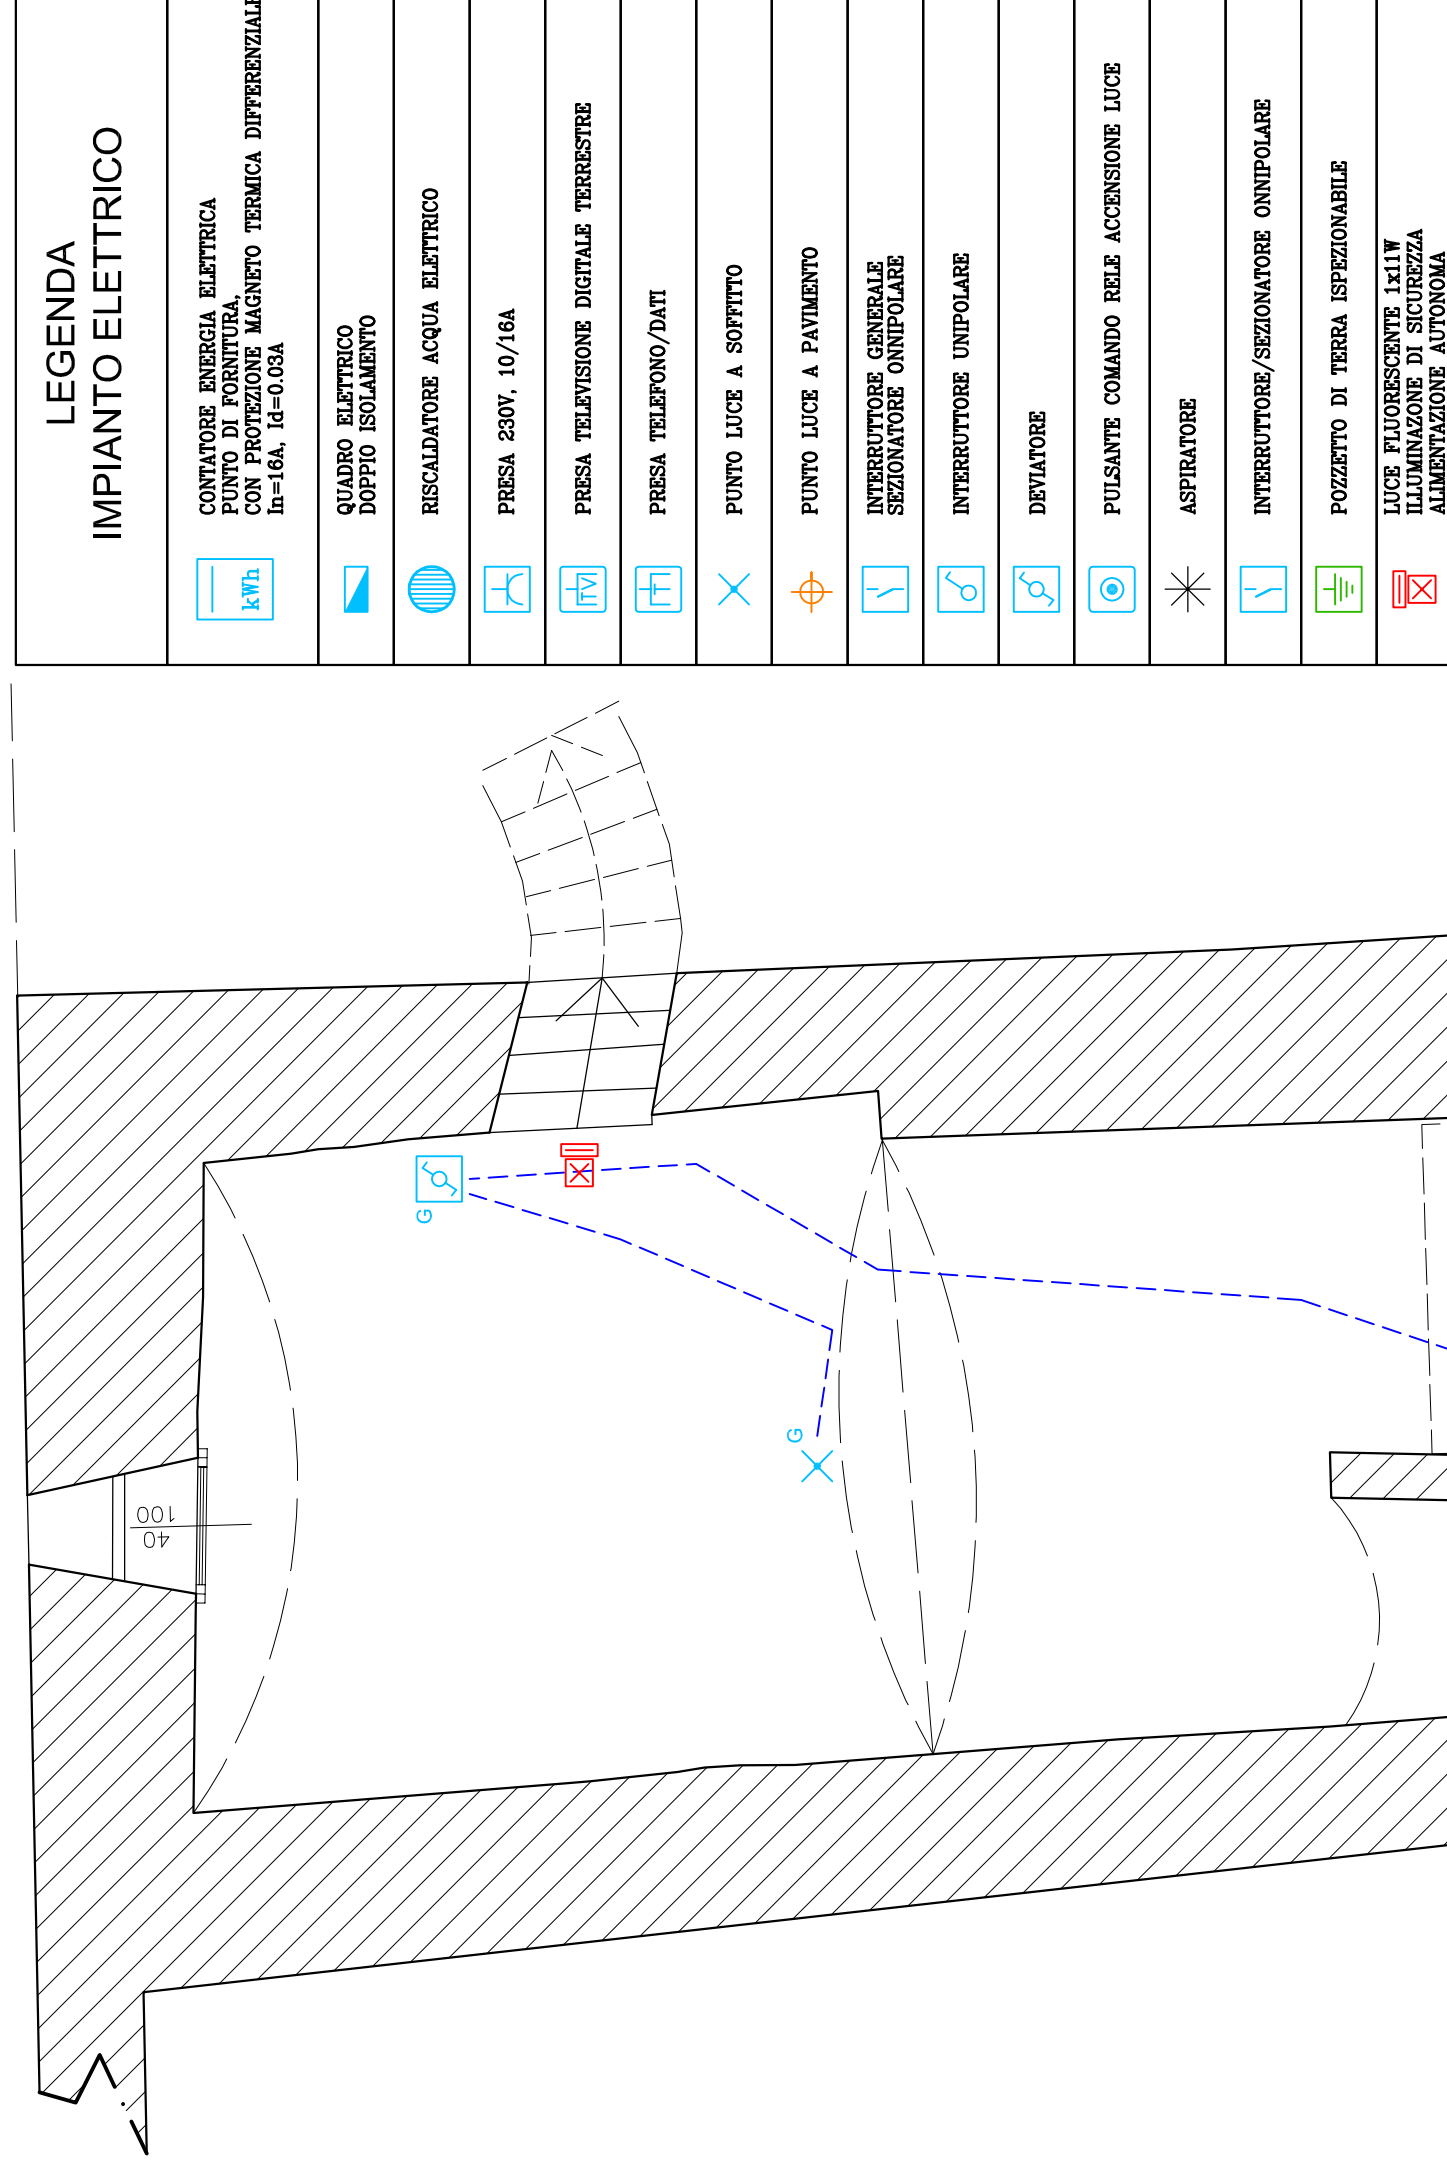 LEGENDA
IMPIANTO ELETTRICO
CONTATORE ENERGIA ELETTRICA
PUNTO DI FORNITURA,
CON PROTEZIONE MAGNETO TERMICA DIFFERENZIALE
In=16A, Id=0.03A
kWh
QUADRO ELETTRICO
DOPPIO ISOLAMENTO
RISCALDATORE ACQUA ELETTRICO
PRESA 230V, 10/16A
TV
PRESA TELEVISIONE DIGITALE TERRESTRE
T
PRESA TELEFONO/DATI
PUNTO LUCE A SOFFITTO
PUNTO LUCE A PAVIMENTO
INTERRUTTORE GENERALE
SEZIONATORE ONNIPOLARE
INTERRUTTORE UNIPOLARE
DEVIATORE
PULSANTE COMANDO RELE ACCENSIONE LUCE
ASPIRATORE
INTERRUTTORE/SEZIONATORE ONNIPOLARE
POZZETTO DI TERRA ISPEZIONABILE
LUCE FLUORESCENTE 1x11W
ILLUMINAZONE DI SICUREZZA
ALIMENTAZIONE AUTONOMA
G
G
40
100